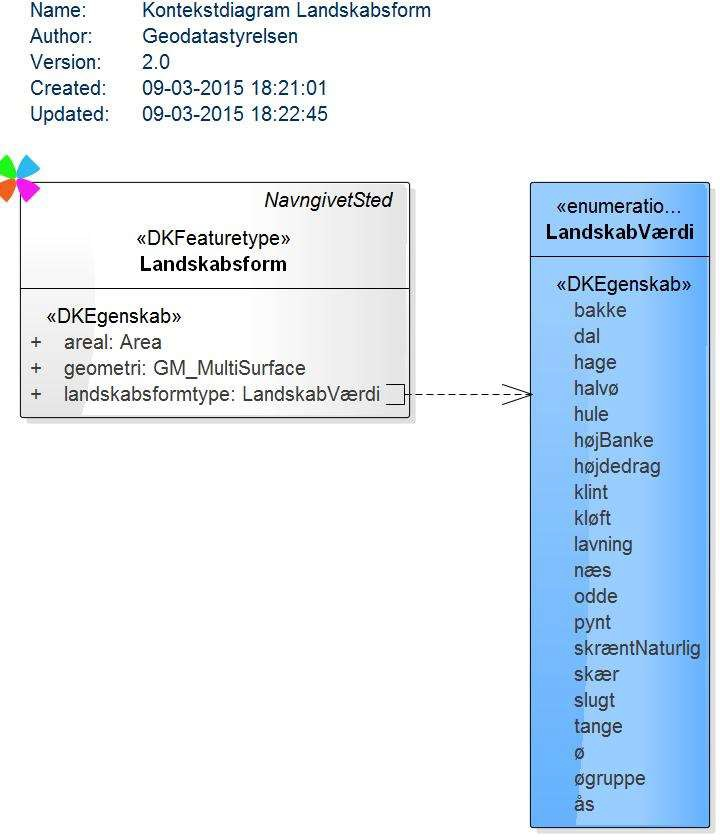 Name: Kontekstdiagram Landskabsform
Author: Geodatastyrelsen
Version: 2.0
Created: 09-03-2015 18:21:01
Updated: 09-03-2015 18:22:45
NavngivetSted
«DKFeaturetype»
Landskabsform
«DKEgenskab»
+ areal: Area
+ geometri: GM_MultiSurface
+ landskabsformtype: LandskabVærdi
«enumeratio…
LandskabVærdi
«DKEgenskab»
bakke
dal
hage
halvø
hule
højBanke
højdedrag
klint
kløft
lavning
næs
odde
pynt
skræntNaturlig
skær
slugt
tange
ø
øgruppe
ås